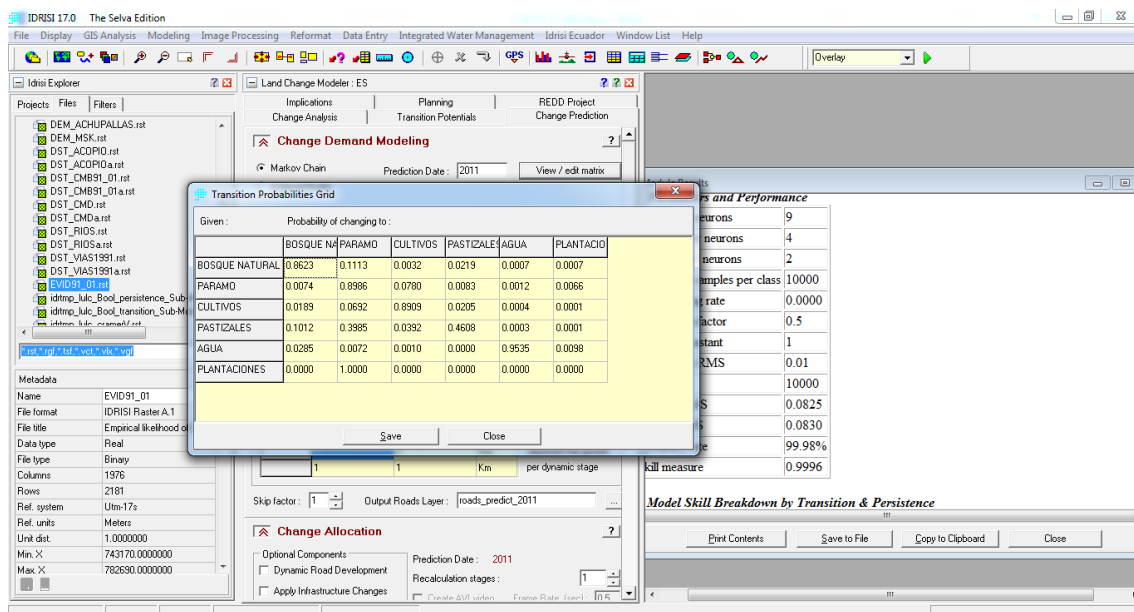 IDRISI 17.0 The Selva Edition
File Display GIS Analysis Modeling Image Processing Reformat Data Entry Integrated Water Management Idrisi Ecuador Window List Help
GPS
Overlay
Idrisi Explorer
Projects Files Filters
DEM_ACHUPALLAS.rst
DEM_MSK.rst
DST_ACOPIO.rst
DST_ACOPIOa.rst
DST_CMB91_01.rst
DST_CMB91_01a.rst
DST_CMD.rst
DST_CMDa.rst
DST_RIOS.rst
DST_RIOSa.rst
DST_VIAS1991.rst
DST_VIAS1991a.rst
EVID91_01.rst
idrtmp_lulc_Bool_persistence_Sub-
idrtmp_lulc_Bool_transition_Sub-Mo
idrtmp_lulc_cramerV.rst
*.rst,*.rgf,*.tsf,*.vct,*.vlx,*.vgf
Metadata
Name EVID91_01
File format IDRISI Raster A.1
File title Empirical likelihood o
Data type Real
File type Binary
Columns 1976
Rows 2181
Ref. system Utm-17s
Ref. units Meters
Unit dist. 1.0000000
Min. X 743170.0000000
Max. X 782690.0000000
Land Change Modeler : ES
Implications Planning REDD Project
Change Analysis Transition Potentials Change Prediction
Change Demand Modeling ?
Markov Chain Prediction Date : 2011 View / edit matrix
Transition Probabilities Grid
Given : Probability of changing to :
BOSQUE NA PARAMO CULTIVOS PASTIZALES AGUA PLANTACIO
BOSQUE NATURAL 0.8623 0.1113 0.0032 0.0219 0.0007 0.0007
PARAMO 0.0074 0.8986 0.0780 0.0083 0.0012 0.0066
CULTIVOS 0.0189 0.0692 0.8909 0.0205 0.0004 0.0001
PASTIZALES 0.1012 0.3985 0.0392 0.4608 0.0003 0.0001
AGUA 0.0285 0.0072 0.0010 0.0000 0.9535 0.0098
PLANTACIONES 0.0000 1.0000 0.0000 0.0000 0.0000 0.0000
Save Close
1 1 Km per dynamic stage
Skip factor : 1 Output Roads Layer : roads_predict_2011 ...
Change Allocation ?
Optional Components
Prediction Date : 2011
Dynamic Road Development
Recalculation stages : 1
Apply Infrastructure Changes
Create AVI video Frame Rate (sec) : 0.5
Results
rs and Performance
eurons 9
neurons 4
neurons 2
amples per class 10000
rate 0.0000
actor 0.5
stant 1
RMS 0.01
10000
S 0.0825
0.0830
99.98%
kill measure 0.9996
Model Skill Breakdown by Transition & Persistence
Print Contents Save to File Copy to Clipboard Close